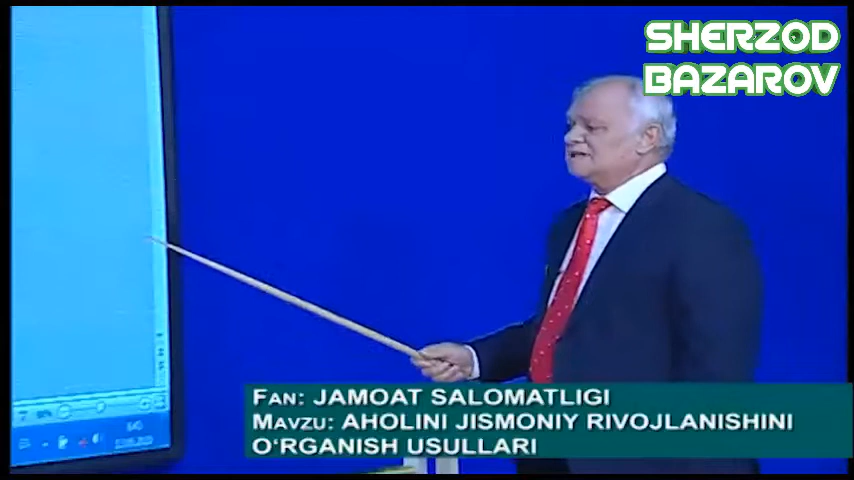 SHERZOD
BAZAROV
FAN: JAMOAT SALOMATLIGI
MAVZU: AHOLINI JISMONIY RIVOJLANISHINI
O‘RGANISH USULLARI